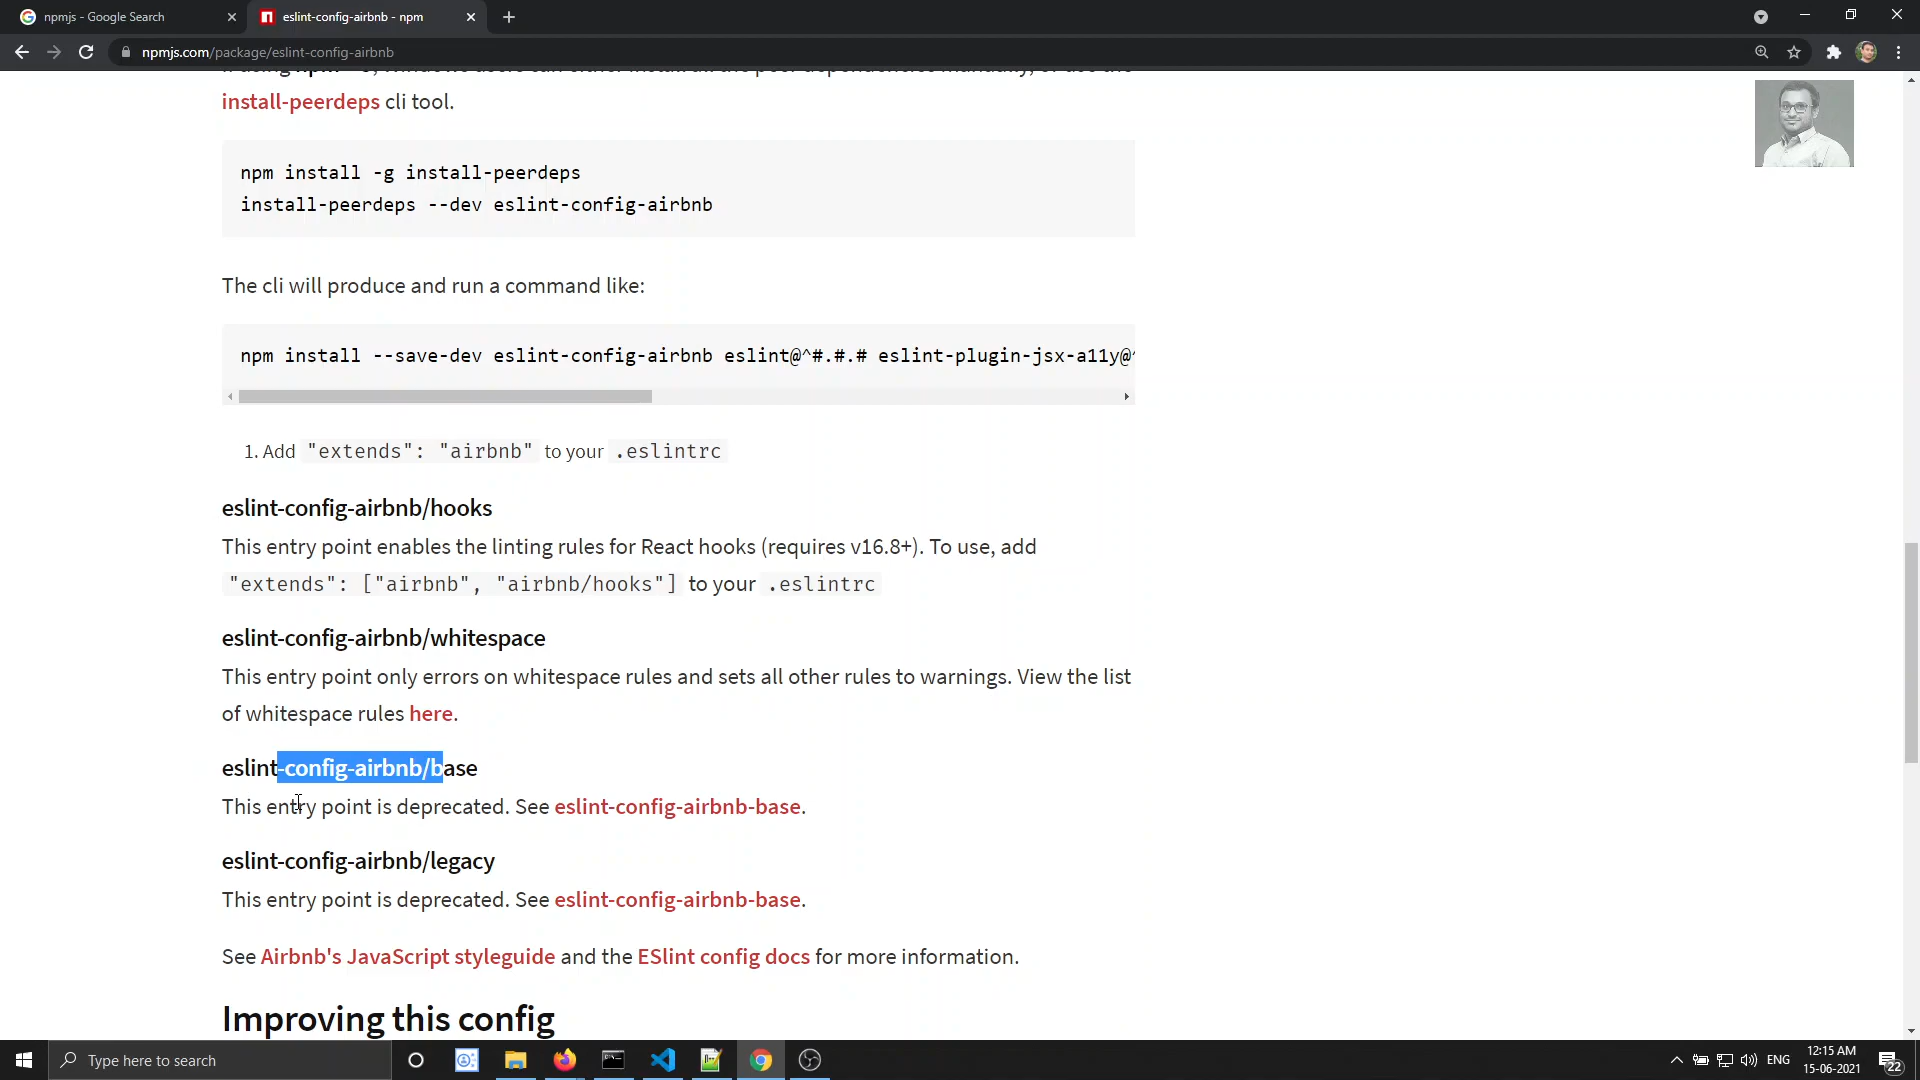 npmjs - Google Search
eslint-config-airbnb - npm
npmjs.com/package/eslint-config-airbnb
install-peerdeps cli tool.
npm install -g install-peerdeps
install-peerdeps --dev eslint-config-airbnb
The cli will produce and run a command like:
npm install --save-dev eslint-config-airbnb eslint@^#.#.# eslint-plugin-jsx-a11y@^
1. Add "extends": "airbnb" to your .eslintrc
eslint-config-airbnb/hooks
This entry point enables the linting rules for React hooks (requires v16.8+). To use, add
"extends": ["airbnb", "airbnb/hooks"] to your .eslintrc
eslint-config-airbnb/whitespace
This entry point only errors on whitespace rules and sets all other rules to warnings. View the list
of whitespace rules here.
eslint-config-airbnb/base
This entry point is deprecated. See eslint-config-airbnb-base.
eslint-config-airbnb/legacy
This entry point is deprecated. See eslint-config-airbnb-base.
See Airbnb's JavaScript styleguide and the ESlint config docs for more information.
Improving this config
Type here to search
ENG
12:15 AM
15-06-2021
22